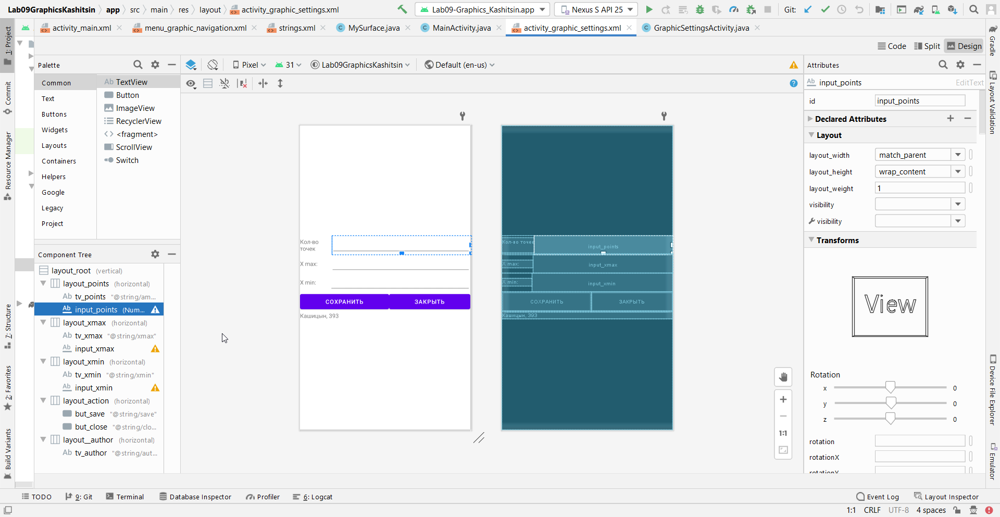 Lab09GraphicsKashitsin app src main res layout activity_graphic_settings.xml Lab09-Graphics_Kashitsin.app Nexus S API 25 Git:
activity_main.xml menu_graphic_navigation.xml strings.xml MySurface.java MainActivity.java activity_graphic_settings.xml GraphicSettingsActivity.java
Code Split Design
1: Project
Commit
Resource Manager
7: Structure
2: Favorites
Build Variants
Palette
Common
Text
Buttons
Widgets
Layouts
Containers
Helpers
Google
Legacy
Project
Ab TextView
Button
ImageView
RecyclerView
<fragment>
ScrollView
Switch
Component Tree
layout_root (vertical)
layout_points (horizontal)
Ab tv_points "@string/am...
Ab input_points (Num...
layout_xmax (horizontal)
Ab tv_xmax "@string/xmax"
Ab input_xmax
layout_xmin (horizontal)
Ab tv_xmin "@string/xmin"
Ab input_xmin
layout_action (horizontal)
but_save "@string/save"
but_close "@string/clo...
layout__author (horizontal)
Ab tv_author "@string/aut...
Pixel 31 Lab09GraphicsKashitsin Default (en-us)
Кол-во
точек
X max:
X min:
СОХРАНИТЬ ЗАКРЫТЬ
Кашицын, 393
Кол-во точек input_points
X max: input_xmax
X min: input_xmin
СОХРАНИТЬ ЗАКРЫТЬ
Кашицын, 393
1:1
Attributes
Ab input_points EditText
id input_points
Declared Attributes
Layout
layout_width match_parent
layout_height wrap_content
layout_weight 1
visibility
visibility
Transforms
View
Rotation
x 0
y 0
z 0
rotation
rotationX
rotationY
Gradle
Layout Validation
Device File Explorer
Emulator
TODO 9: Git Terminal Database Inspector Profiler 6: Logcat Event Log Layout Inspector
1:1 CRLF UTF-8 4 spaces